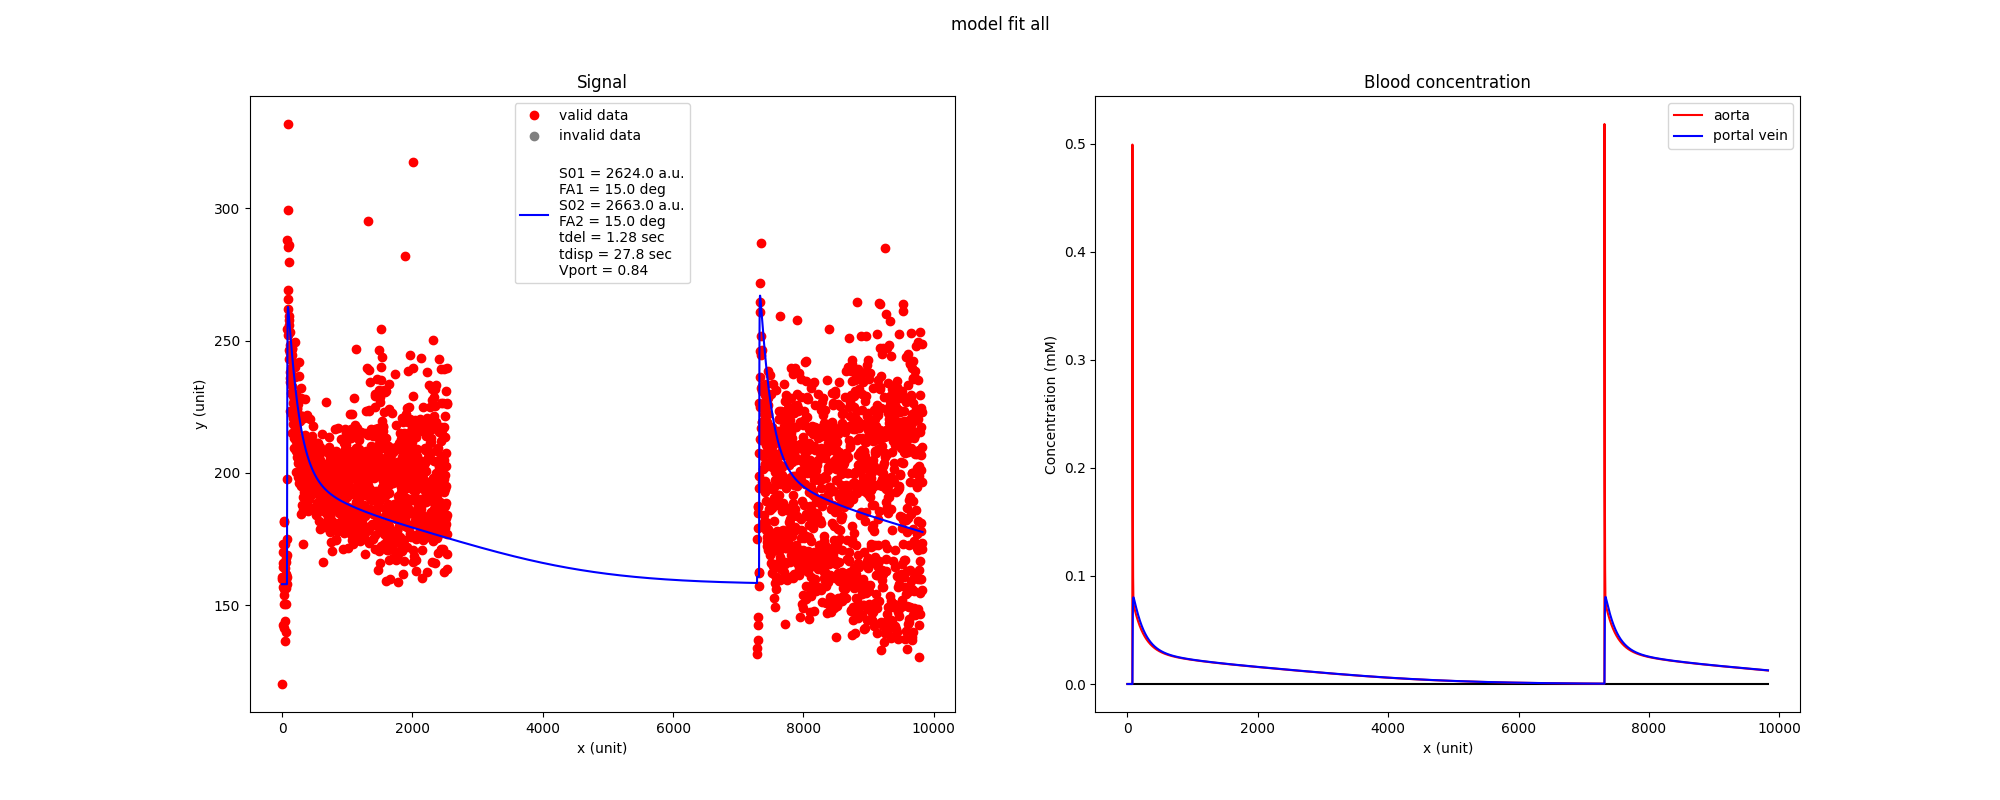 model fit all
Signal
valid data
invalid data
S01 = 2624.0 a.u.
FA1 = 15.0 deg
S02 = 2663.0 a.u.
FA2 = 15.0 deg
tdel = 1.28 sec
tdisp = 27.8 sec
Vport = 0.84
y (unit)
300
250
200
150
0 2000 4000 6000 8000 10000
x (unit)
Blood concentration
aorta
portal vein
Concentration (mM)
0.5
0.4
0.3
0.2
0.1
0.0
0 2000 4000 6000 8000 10000
x (unit)